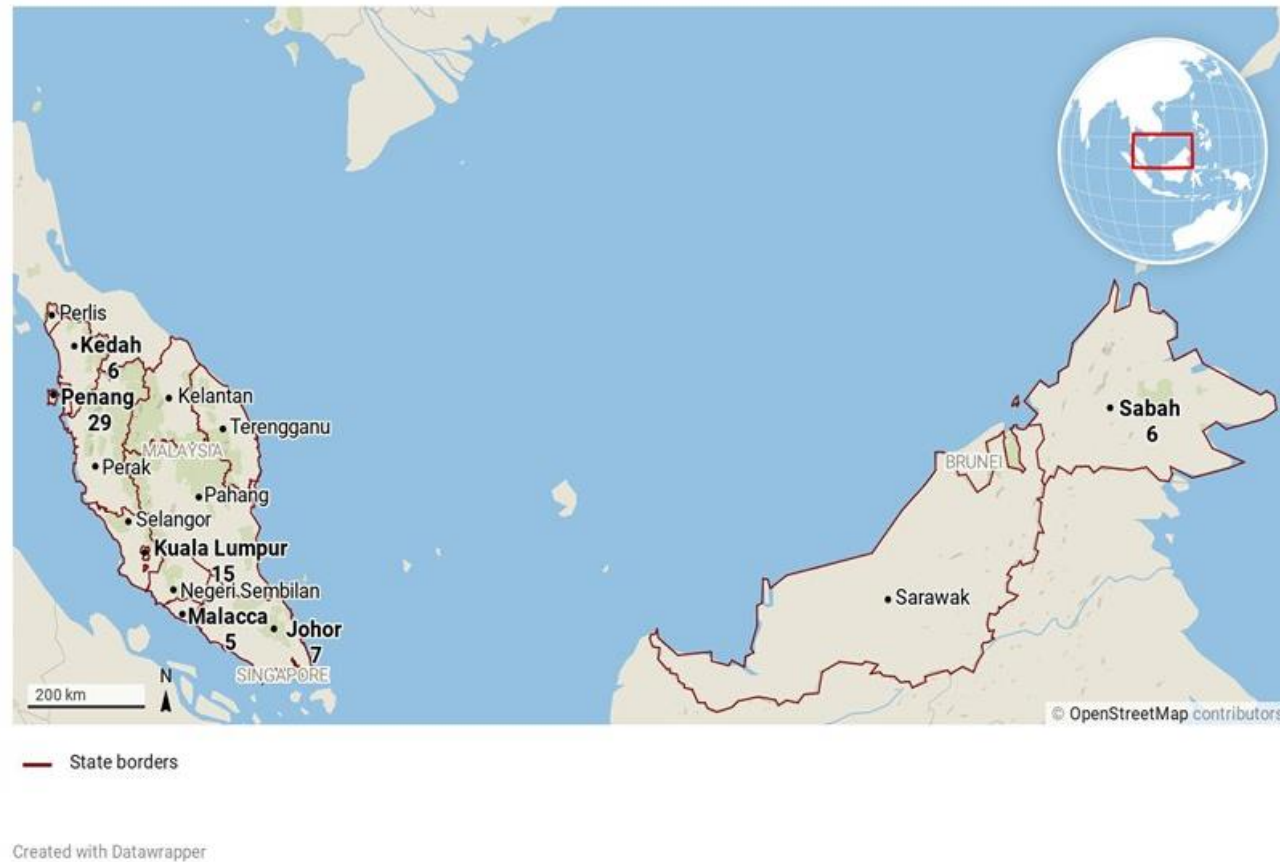 Perlis
Kedah
6
Penang
29
Kelantan
Terengganu
MALAYSIA
Perak
Pahang
Selangor
Kuala Lumpur
15
Negeri Sembilan
Malacca
5
Johor
7
SINGAPORE
BRUNEI
Sabah
6
Sarawak
N
200 km
© OpenStreetMap contributors
State borders
Created with Datawrapper